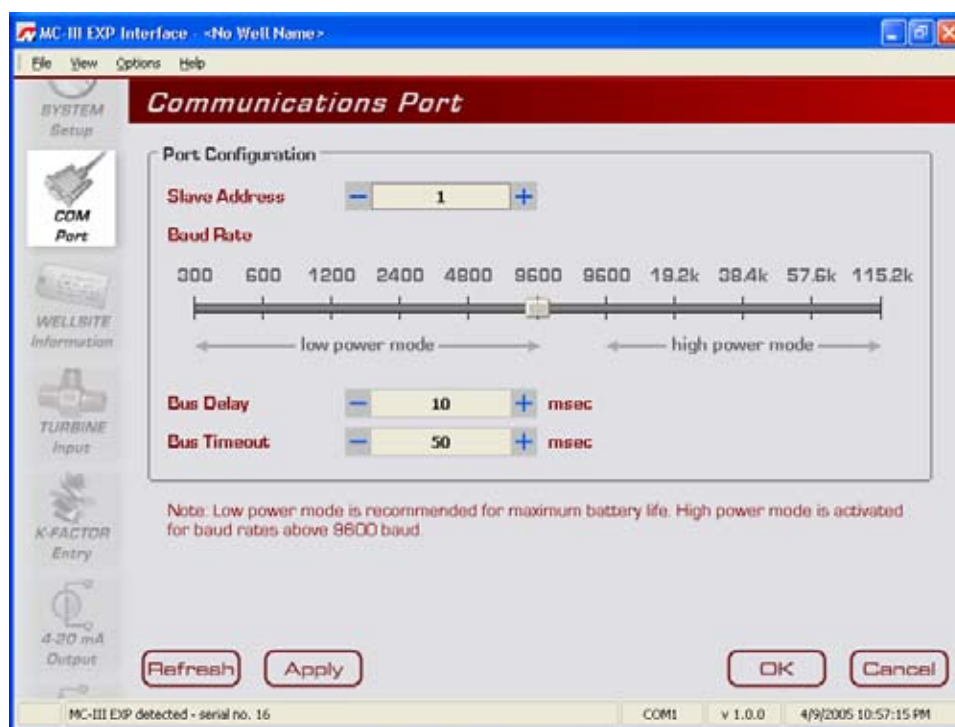 MC-III EXP Interface - <No Well Name>
File View Options Help
SYSTEM
Setup
COM
Port
WELLSITE
Information
TURBINE
Input
K-FACTOR
Entry
4-20 mA
Output
Communications Port
Port Configuration
Slave Address 1
Baud Rate
300 600 1200 2400 4800 9600 9600 19.2k 38.4k 57.6k 115.2k
low power mode high power mode
Bus Delay 10 msec
Bus Timeout 50 msec
Note: Low power mode is recommended for maximum battery life. High power mode is activated
for baud rates above 9600 baud.
Refresh Apply OK Cancel
MC-III EXP detected - serial no. 16 COM1 v 1.0.0 4/9/2005 10:57:15 PM